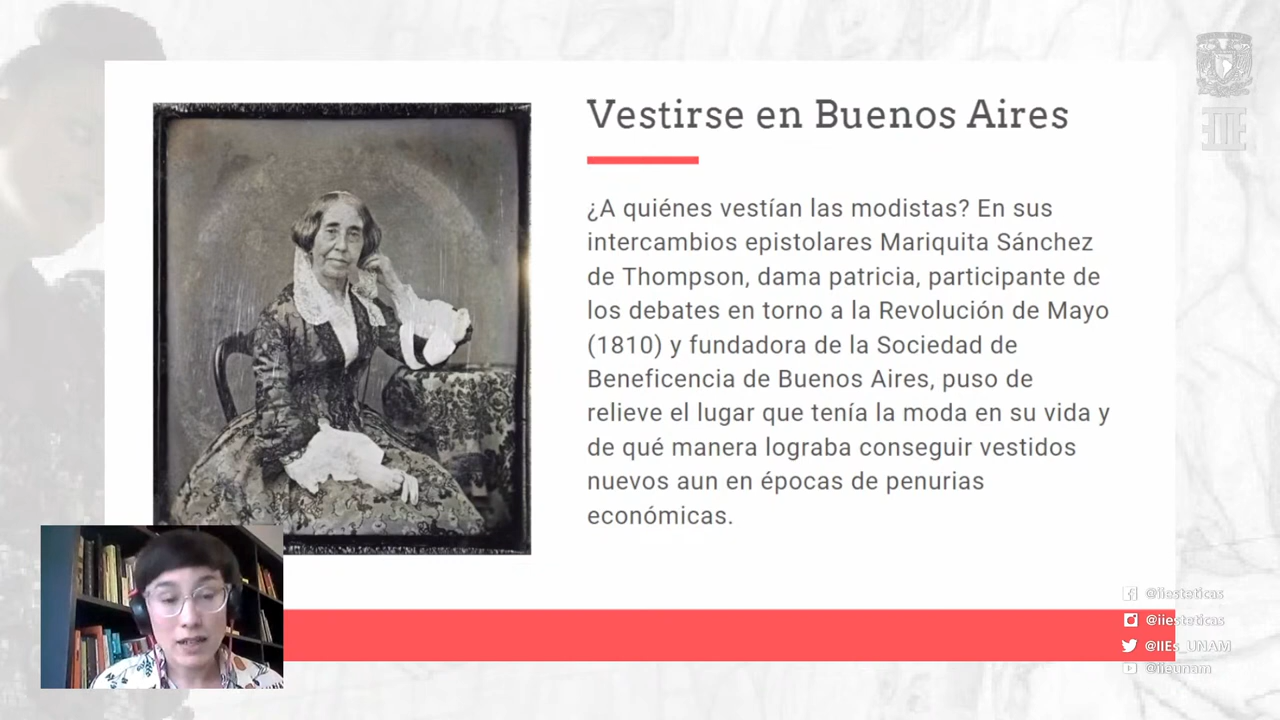 Vestirse en Buenos Aires
¿A quiénes vestían las modistas? En sus
intercambios epistolares Mariquita Sánchez
de Thompson, dama patricia, participante de
los debates en torno a la Revolución de Mayo
(1810) y fundadora de la Sociedad de
Beneficencia de Buenos Aires, puso de
relieve el lugar que tenía la moda en su vida y
de qué manera lograba conseguir vestidos
nuevos aun en épocas de penurias
económicas.
@iiesteticas
@iiesteticas
@IIEs_UNAM
@iieunam